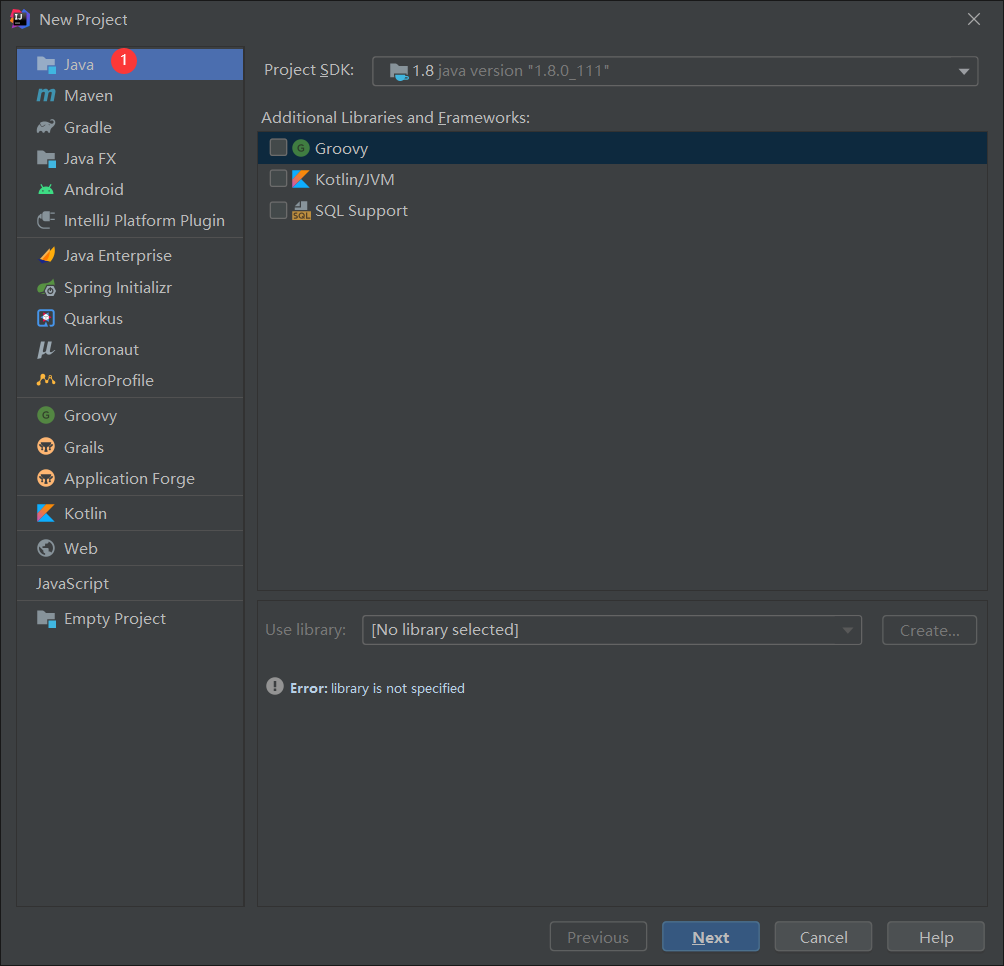 New Project
Java 1
Maven
Gradle
Java FX
Android
IntelliJ Platform Plugin
Java Enterprise
Spring Initializr
Quarkus
Micronaut
MicroProfile
Groovy
Grails
Application Forge
Kotlin
Web
JavaScript
Empty Project
Project SDK: 1.8 java version "1.8.0_111"
Additional Libraries and Frameworks:
Groovy
Kotlin/JVM
SQL Support
Use library: [No library selected] Create...
Error: library is not specified
Previous Next Cancel Help